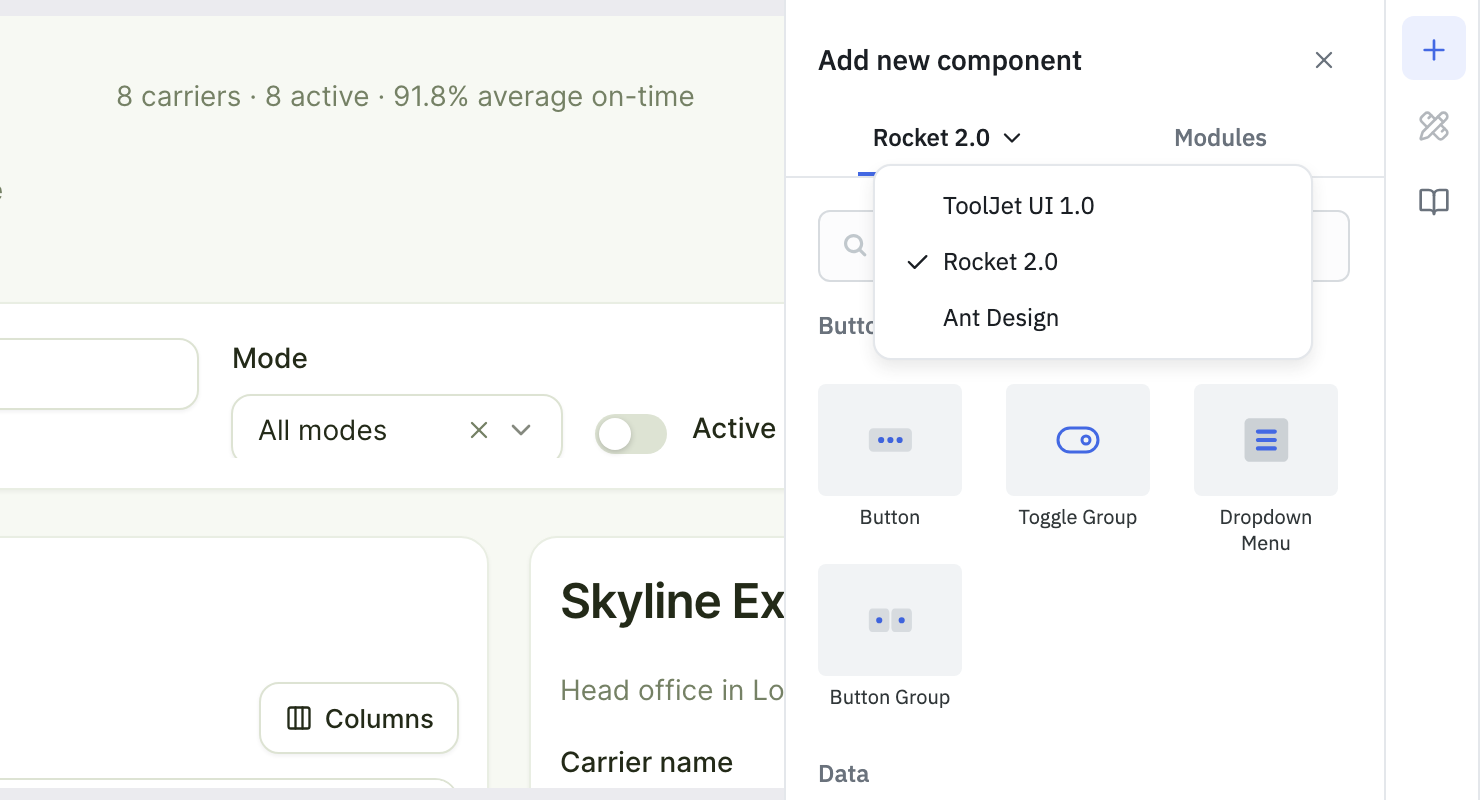 8 carriers · 8 active · 91.8% average on-time
Mode
All modes
Active
Columns
Skyline Ex
Head office in Lo
Carrier name
Add new component
Rocket 2.0
Modules
ToolJet UI 1.0
Rocket 2.0
Ant Design
Butto
Button
Toggle Group
Dropdown
Menu
Button Group
Data